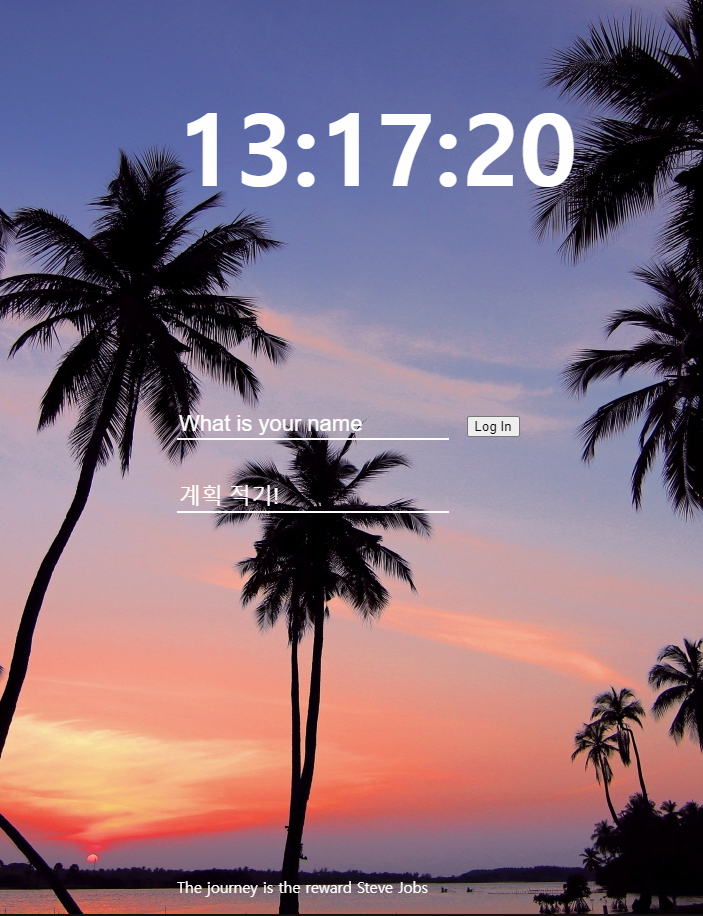 13:17:20
What is your name
Log In
계획 적기!
The journey is the reward Steve Jobs